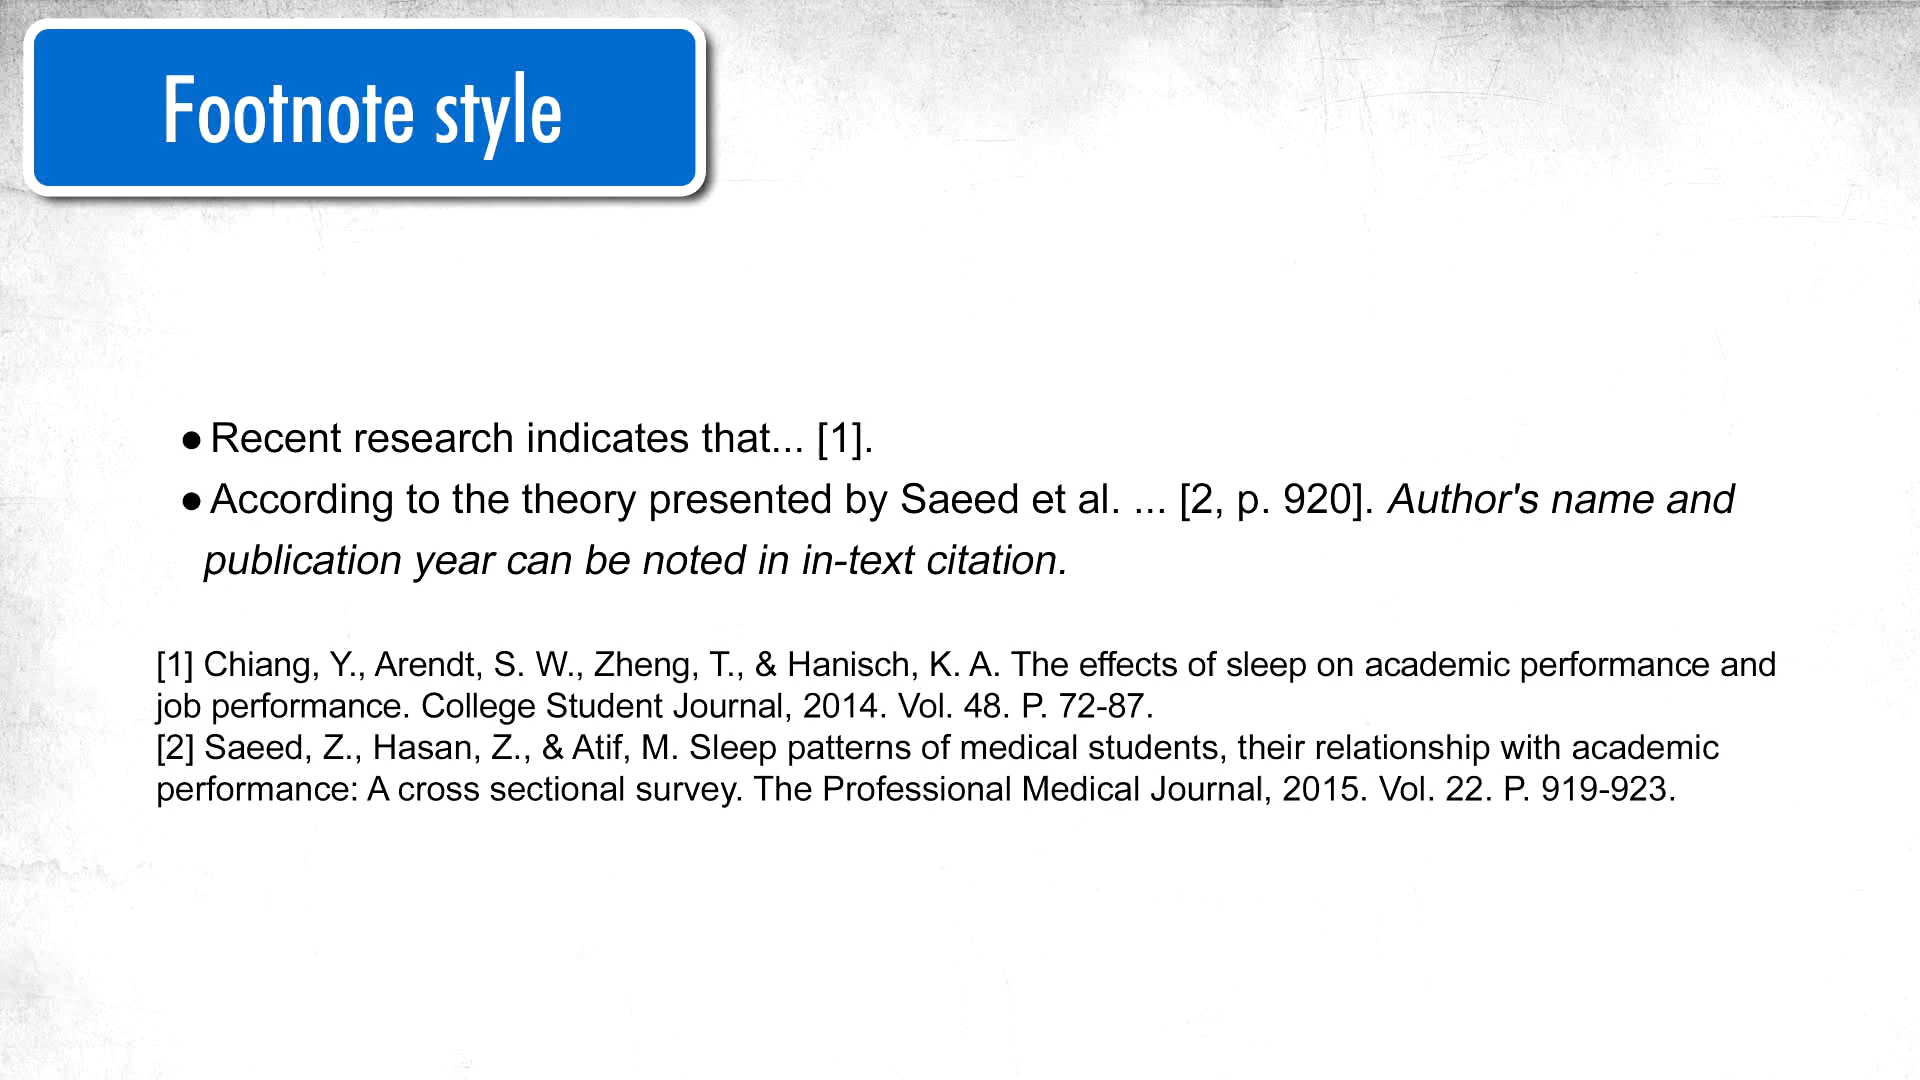 Footnote style
● Recent research indicates that... [1].
● According to the theory presented by Saeed et al. ... [2, p. 920]. Author's name and
publication year can be noted in in-text citation.
[1] Chiang, Y., Arendt, S. W., Zheng, T., & Hanisch, K. A. The effects of sleep on academic performance and
job performance. College Student Journal, 2014. Vol. 48. P. 72-87.
[2] Saeed, Z., Hasan, Z., & Atif, M. Sleep patterns of medical students, their relationship with academic
performance: A cross sectional survey. The Professional Medical Journal, 2015. Vol. 22. P. 919-923.